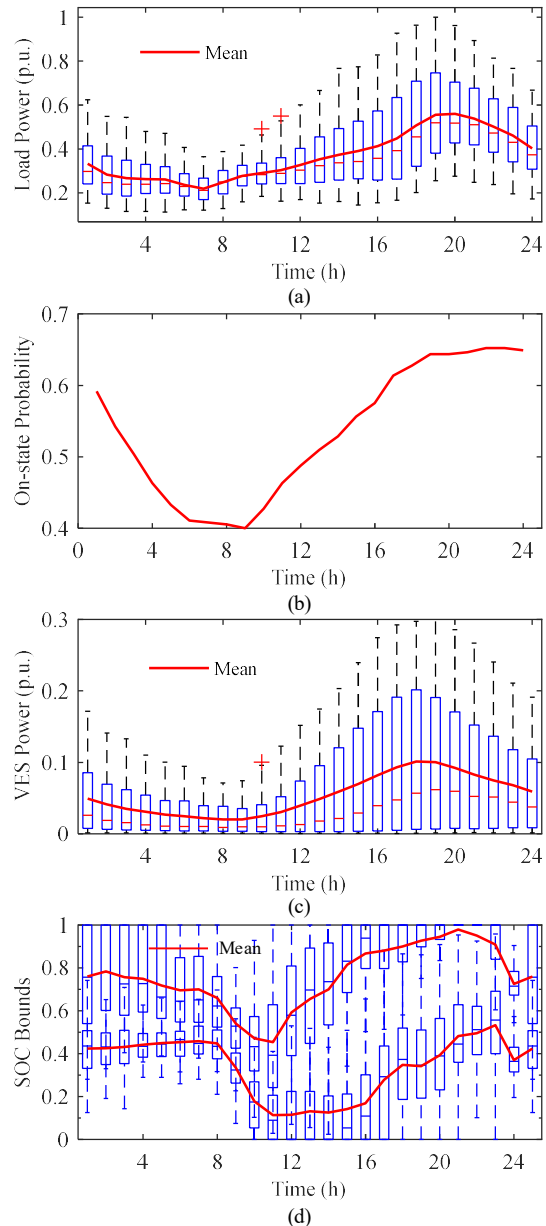 1
0.8
0.6
0.4
0.2
Load Power (p.u.)
Mean
4 8 12 16 20 24
Time (h)
(a)
0.7
0.6
0.5
0.4
On-state Probability
0 4 8 12 16 20 24
Time (h)
(b)
0.3
0.2
0.1
0
VES Power (p.u.)
Mean
4 8 12 16 20 24
Time (h)
(c)
1
0.8
0.6
0.4
0.2
0
SOC Bounds
Mean
4 8 12 16 20 24
Time (h)
(d)